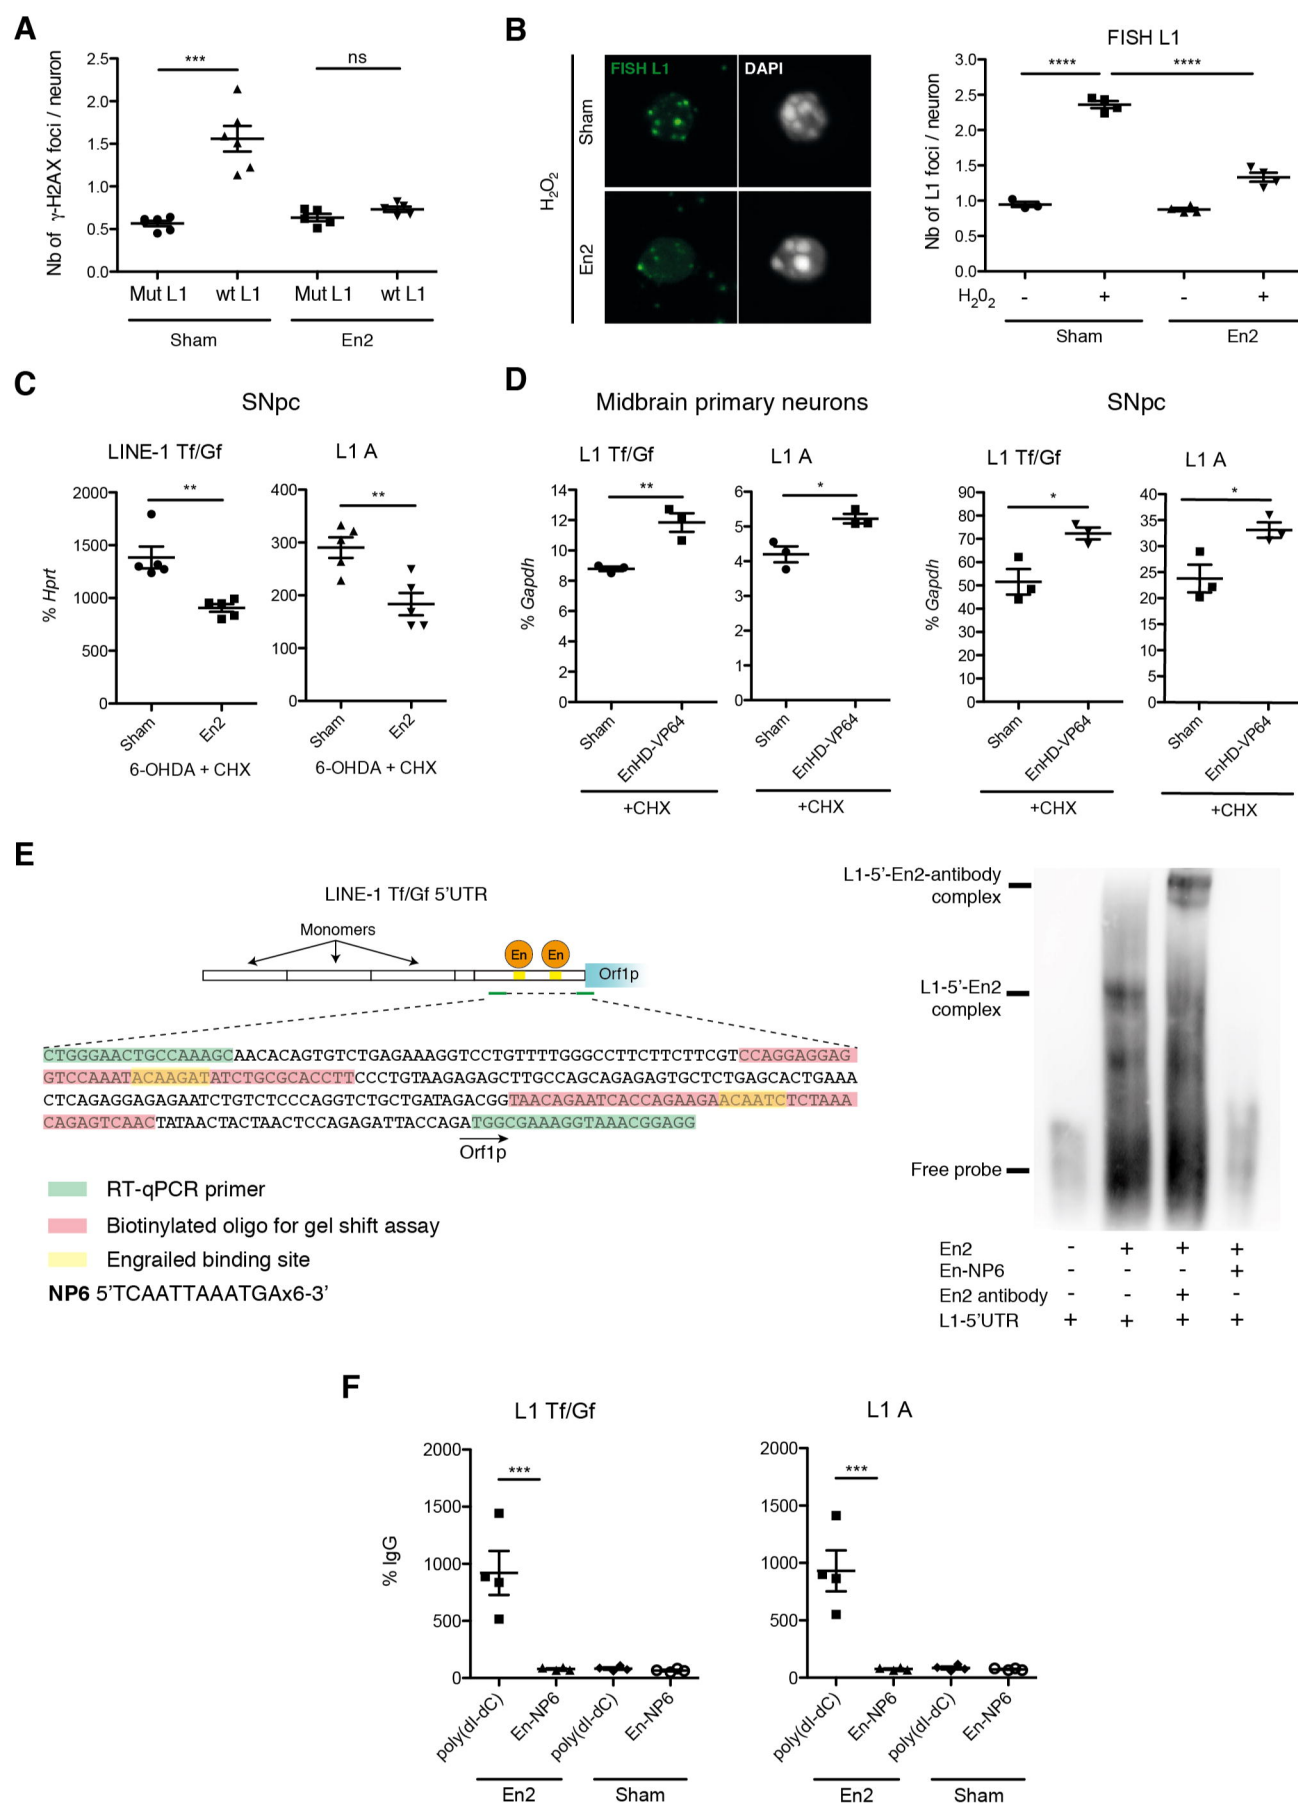 A
Nb of γ-H2AX foci / neuron
2.5
2.0
1.5
1.0
0.5
0.0
***
ns
Mut L1
wt L1
Mut L1
wt L1
Sham
En2
B
H2O2
Sham
En2
FISH L1
DAPI
FISH L1
Nb of L1 foci / neuron
3.0
2.5
2.0
1.5
1.0
0.5
0.0
****
****
H2O2
-
+
-
+
Sham
En2
C
SNpc
LINE-1 Tf/Gf
% Hprt
2000
1500
1000
500
0
**
Sham
En2
6-OHDA + CHX
L1 A
400
300
200
100
0
**
Sham
En2
6-OHDA + CHX
D
Midbrain primary neurons
L1 Tf/Gf
% Gapdh
14
12
10
8
6
4
2
0
**
Sham
EnHD-VP64
+CHX
L1 A
6
5
4
3
2
1
0
*
Sham
EnHD-VP64
+CHX
SNpc
L1 Tf/Gf
% Gapdh
90
80
70
60
50
40
30
20
10
0
*
Sham
EnHD-VP64
+CHX
L1 A
40
35
30
25
20
15
10
5
0
*
Sham
EnHD-VP64
+CHX
E
LINE-1 Tf/Gf 5'UTR
Monomers
En
En
Orf1p
CTGGGAACTGCCAAAGCAACACAGTGTCTGAGAAAGGTCCTGTTTTGGGCCTTCTTCTTCGTCCAGGAGGAG
GTCCAAATACAAGATATCTGCGCACCTTCCCTGTAAGAGAGCTTGCCAGCAGAGAGTGCTCTGAGCACTGAAA
CTCAGAGGAGAGAATCTGTCTCCCAGGTCTGCTGATAGACGGTAACAGAATCACCAGAAGAACAATCTCTAAA
CAGAGTCAACTATAACTACTAACTCCAGAGATTACCAGATGGCGAAAGGTAAACGGAGG
Orf1p
RT-qPCR primer
Biotinylated oligo for gel shift assay
Engrailed binding site
NP6 5'TCAATTAAATGAx6-3'
L1-5'-En2-antibody
complex
L1-5'-En2
complex
Free probe
En2 - + + +
En-NP6 - - - +
En2 antibody - - + -
L1-5'UTR + + + +
F
L1 Tf/Gf
% IgG
2000
1500
1000
500
0
***
poly(dI-dC)
En-NP6
poly(dI-dC)
En-NP6
En2
Sham
L1 A
2000
1500
1000
500
0
***
poly(dI-dC)
En-NP6
poly(dI-dC)
En-NP6
En2
Sham